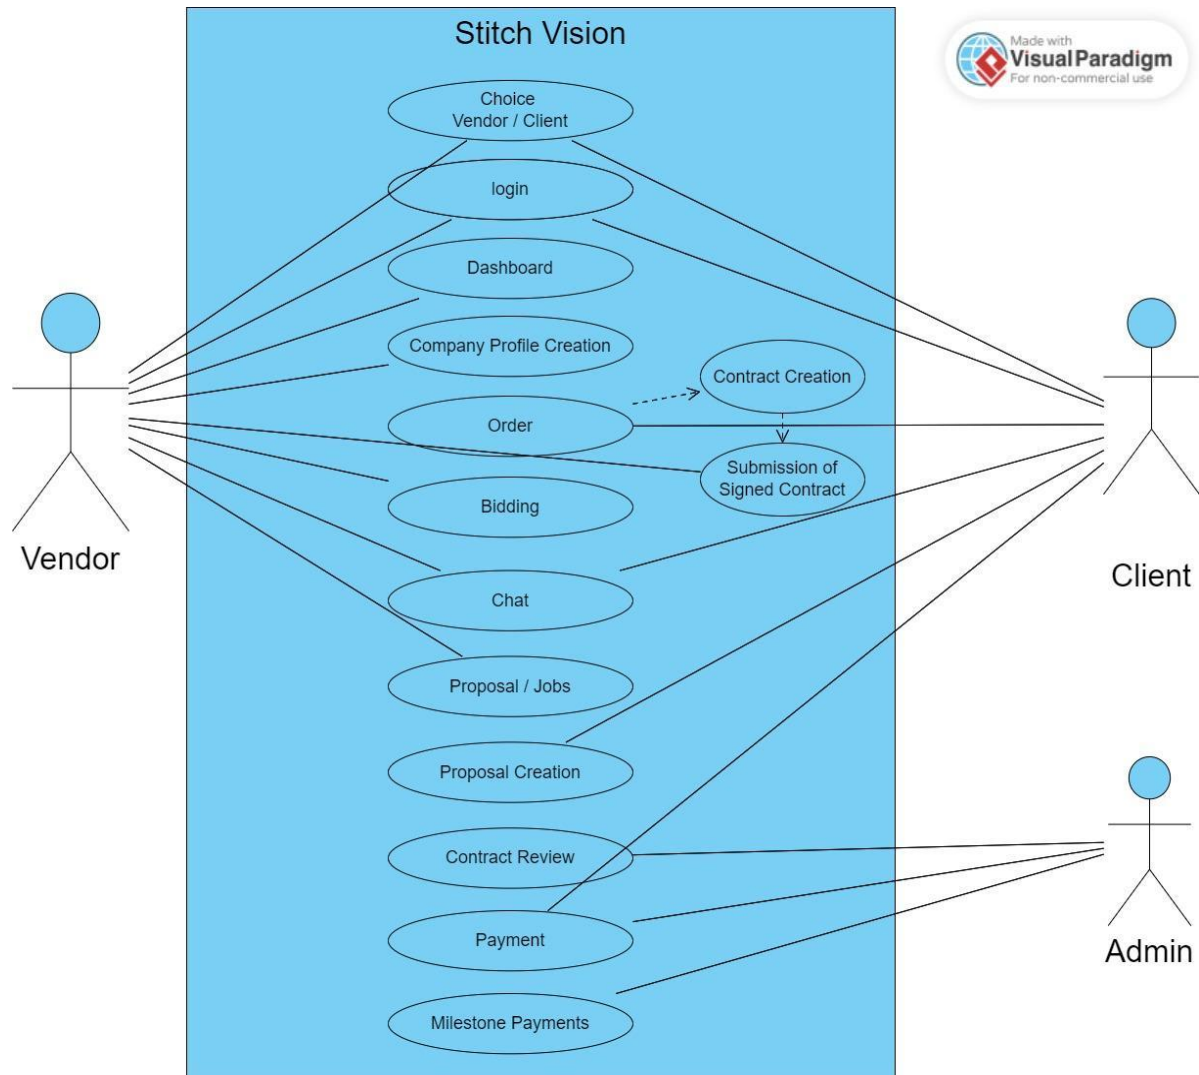 Stitch Vision
Made with
Visual Paradigm
For non-commercial use
Choice
Vendor / Client
login
Dashboard
Company Profile Creation
Contract Creation
Order
Submission of
Signed Contract
Bidding
Vendor
Client
Chat
Proposal / Jobs
Proposal Creation
Contract Review
Payment
Admin
Milestone Payments